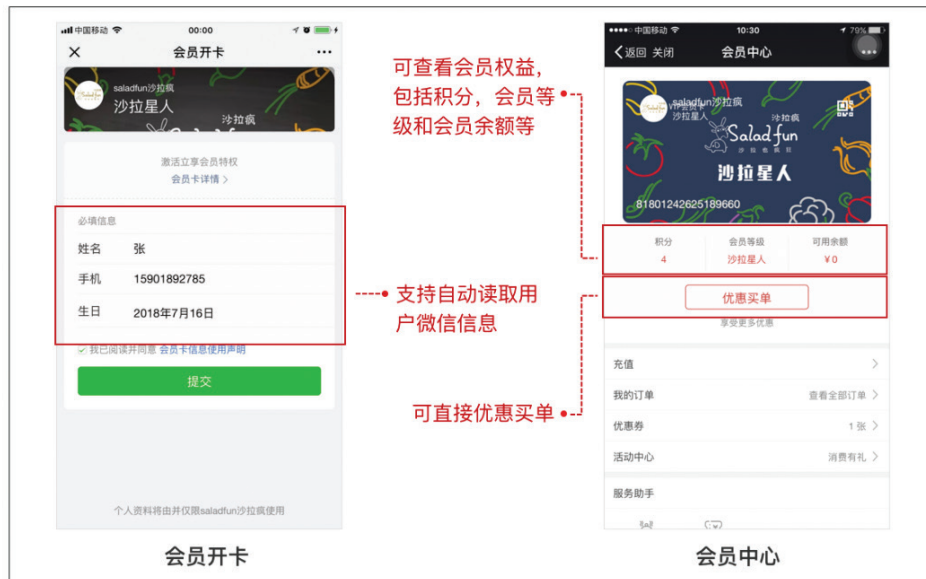 中国移动
00:00
会员开卡
saladfun沙拉疯
沙拉星人
沙拉疯
激活立享会员特权
会员卡详情 >
必填信息
姓名 张
手机 15901892785
生日 2018年7月16日
我已阅读并同意 会员卡信息使用声明
提交
个人资料将由并仅限saladfun沙拉疯使用
会员开卡
可查看会员权益,
包括积分,会员等
级和会员余额等
支持自动读取用
户微信信息
可直接优惠买单
中国移动
10:30
79%
返回 关闭 会员中心
saladfun沙拉疯
VIP会员卡
沙拉星人
沙拉疯
Salad fun
沙拉星人
81801242625189660
积分 会员等级 可用余额
4 沙拉星人 ¥0
优惠买单
享受更多优惠
充值 >
我的订单 查看全部订单 >
优惠券 1 张 >
活动中心 消费有礼 >
服务助手
会员中心